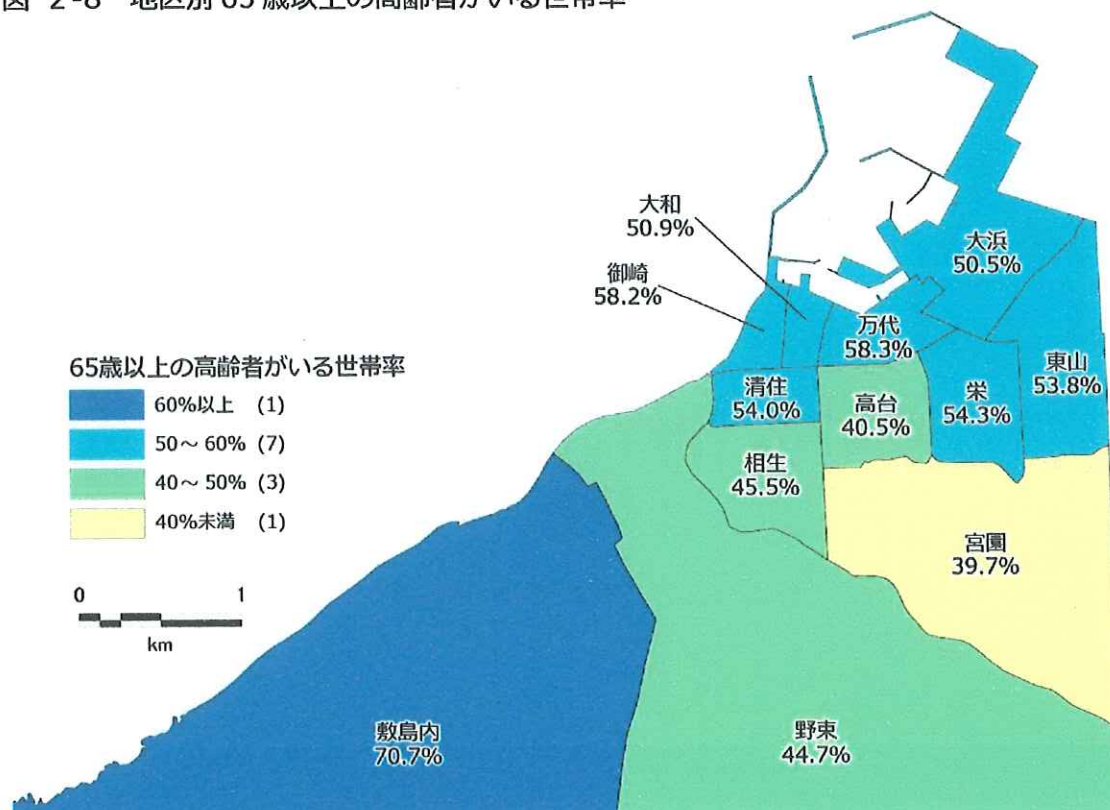 図 2-8 地区別 65 歳以上の高齢者がいる世帯率
大和
50.9%
御崎
58.2%
大浜
50.5%
万代
58.3%
東山
53.8%
清住
54.0%
高台
40.5%
栄
54.3%
相生
45.5%
宮園
39.7%
敷島内
70.7%
野束
44.7%
65歳以上の高齢者がいる世帯率
60%以上 (1)
50～60% (7)
40～50% (3)
40%未満 (1)
0 1
km